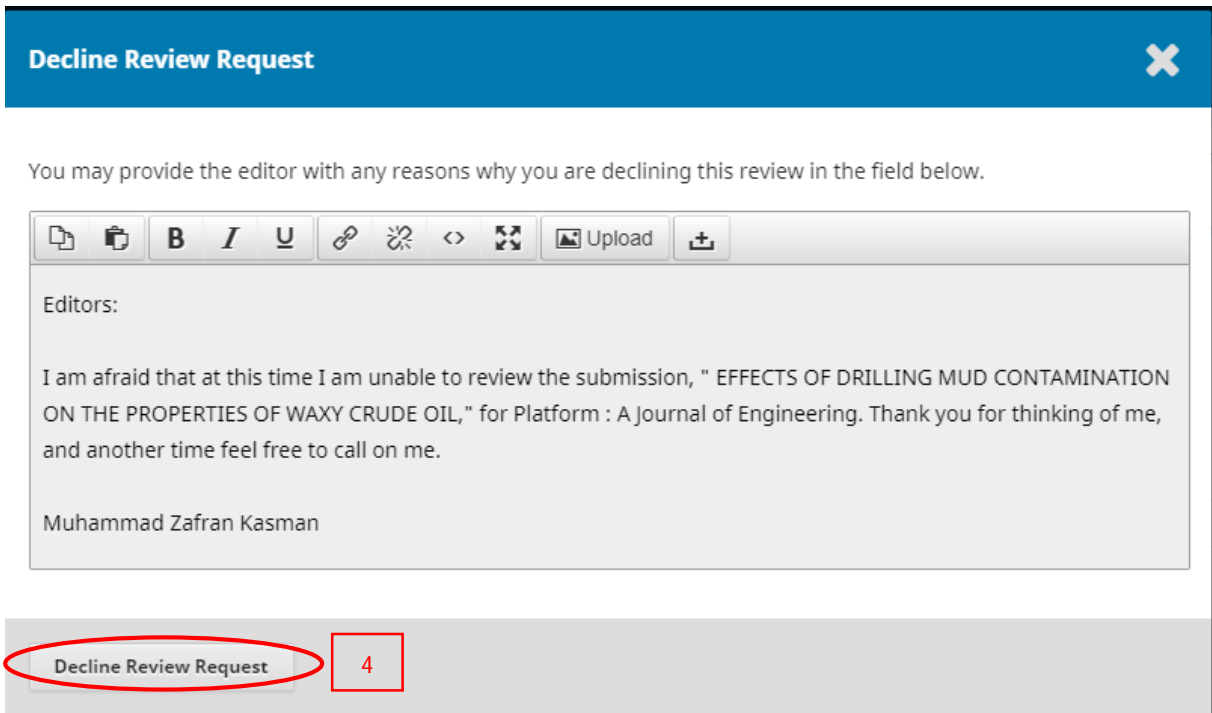 Decline Review Request
You may provide the editor with any reasons why you are declining this review in the field below.
B I U <> Upload
Editors:
I am afraid that at this time I am unable to review the submission, " EFFECTS OF DRILLING MUD CONTAMINATION
ON THE PROPERTIES OF WAXY CRUDE OIL," for Platform : A Journal of Engineering. Thank you for thinking of me,
and another time feel free to call on me.
Muhammad Zafran Kasman
Decline Review Request 4